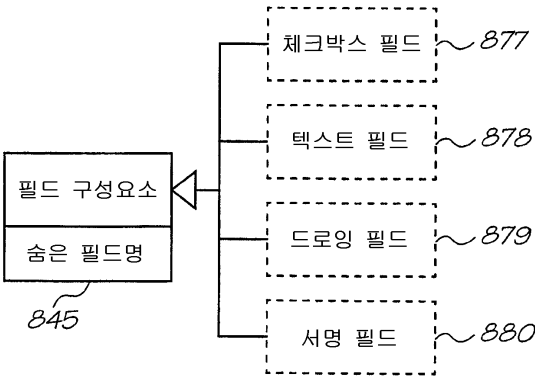 체크박스 필드
877
텍스트 필드
878
필드 구성요소
숨은 필드명
845
드로잉 필드
879
서명 필드
880